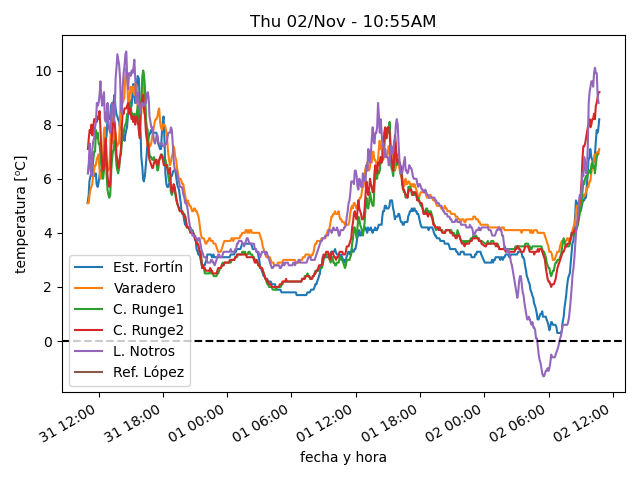 Thu 02/Nov - 10:55AM
temperatura [ºC]
10
8
6
4
2
0
Est. Fortín
Varadero
C. Runge1
C. Runge2
L. Notros
Ref. López
31 12:00
31 18:00
01 00:00
01 06:00
01 12:00
01 18:00
02 00:00
02 06:00
02 12:00
fecha y hora